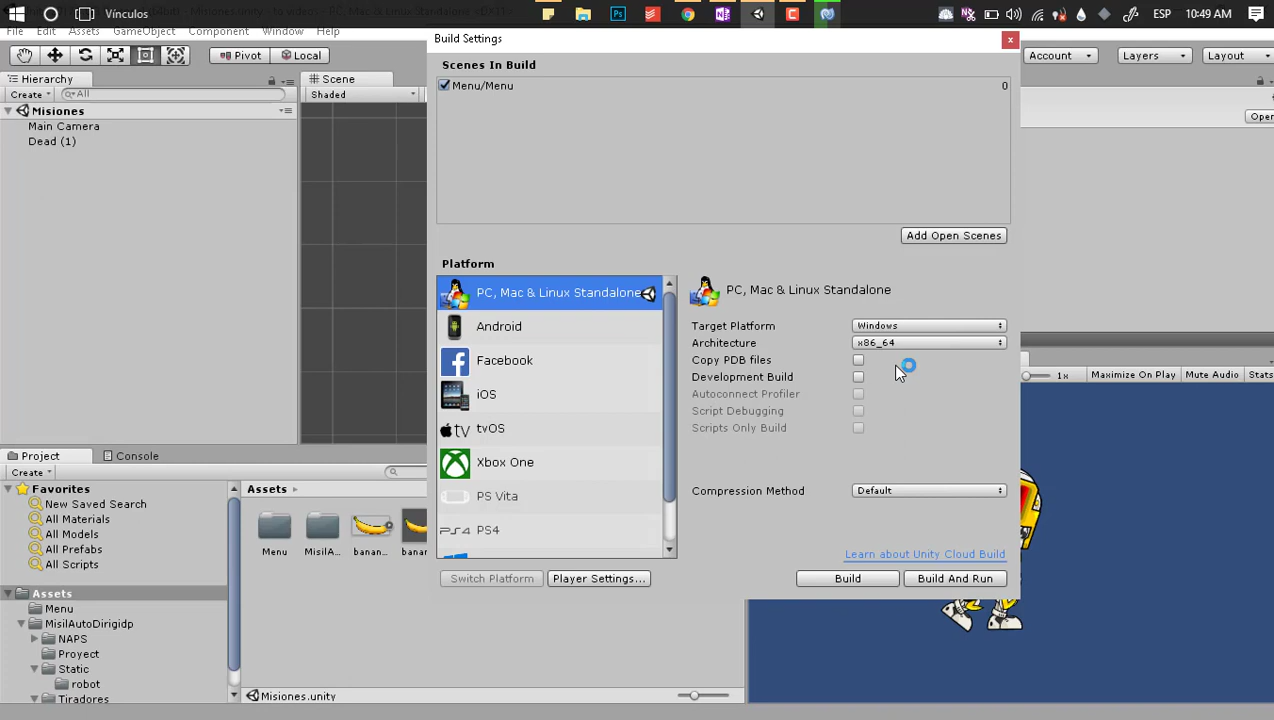 Vínculos
ESP
10:49 AM
File
Edit
Assets
GameObject
Component
Window
Help
Build Settings
Pivot
Local
Account
Layers
Layout
Scenes In Build
Hierarchy
Scene
Create
All
Shaded
Menu/Menu
0
Misiones
Main Camera
Dead (1)
Open
Add Open Scenes
Platform
PC, Mac & Linux Standalone
Android
Facebook
iOS
tvOS
Xbox One
PS Vita
PS4
PC, Mac & Linux Standalone
Target Platform
Windows
Architecture
x86_64
Copy PDB files
Development Build
Autoconnect Profiler
Script Debugging
Scripts Only Build
Compression Method
Default
Learn about Unity Cloud Build
Switch Platform
Player Settings...
Build
Build And Run
1x
Maximize On Play
Mute Audio
Stats
Project
Console
Create
Favorites
New Saved Search
All Materials
All Models
All Prefabs
All Scripts
Assets
Menu
MisilAutoDirigidp
NAPS
Proyect
Static
robot
Tiradores
Assets
Menu
MisilA...
banan...
Misiones.unity